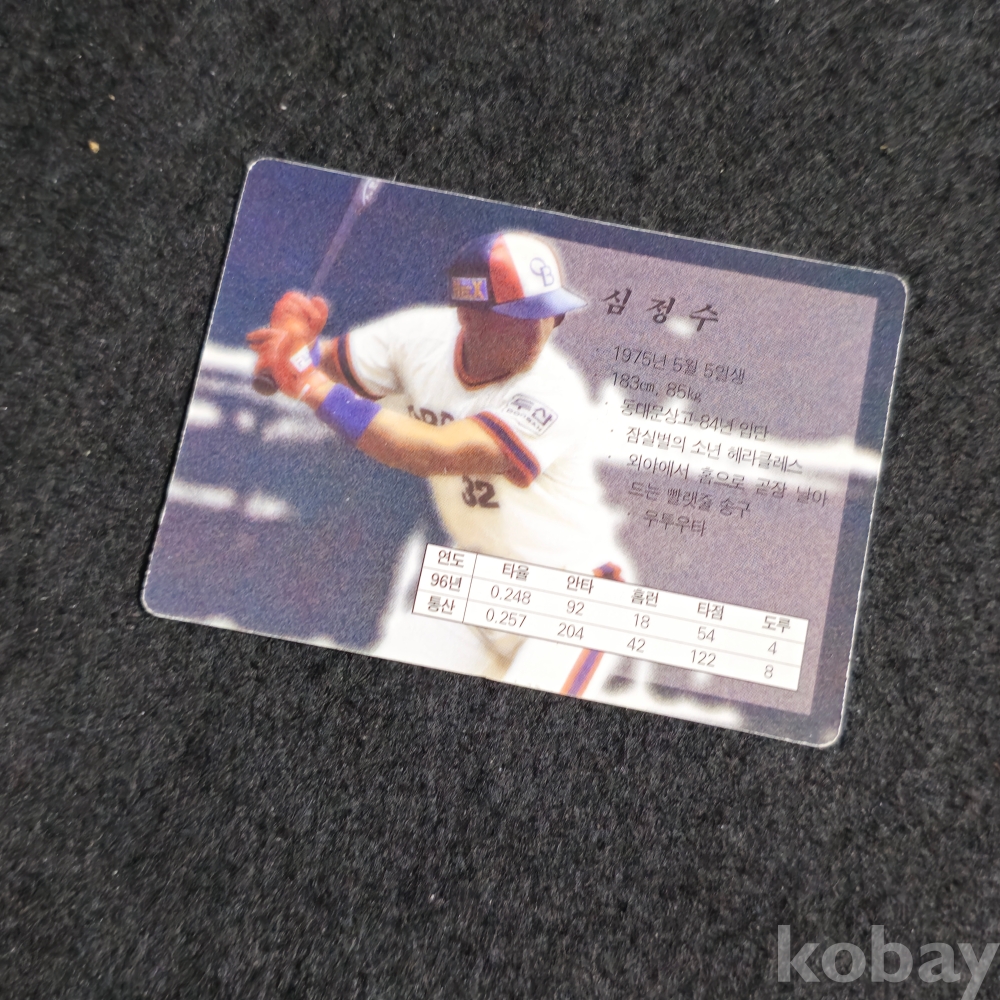 OB
심정수
· 1975년 5월 5일생
· 183cm, 85kg
· 동대문상고-84년 입단
· 잠실벌의 소년 헤라클레스
· 외야에서 홈으로 곧장 날아
드는 빨랫줄 송구
· 우투우타
두산
32
연도 타율 안타 홈런 타점 도루
96년 0.248 92 18 54 4
통산 0.257 204 42 122 8
kobay